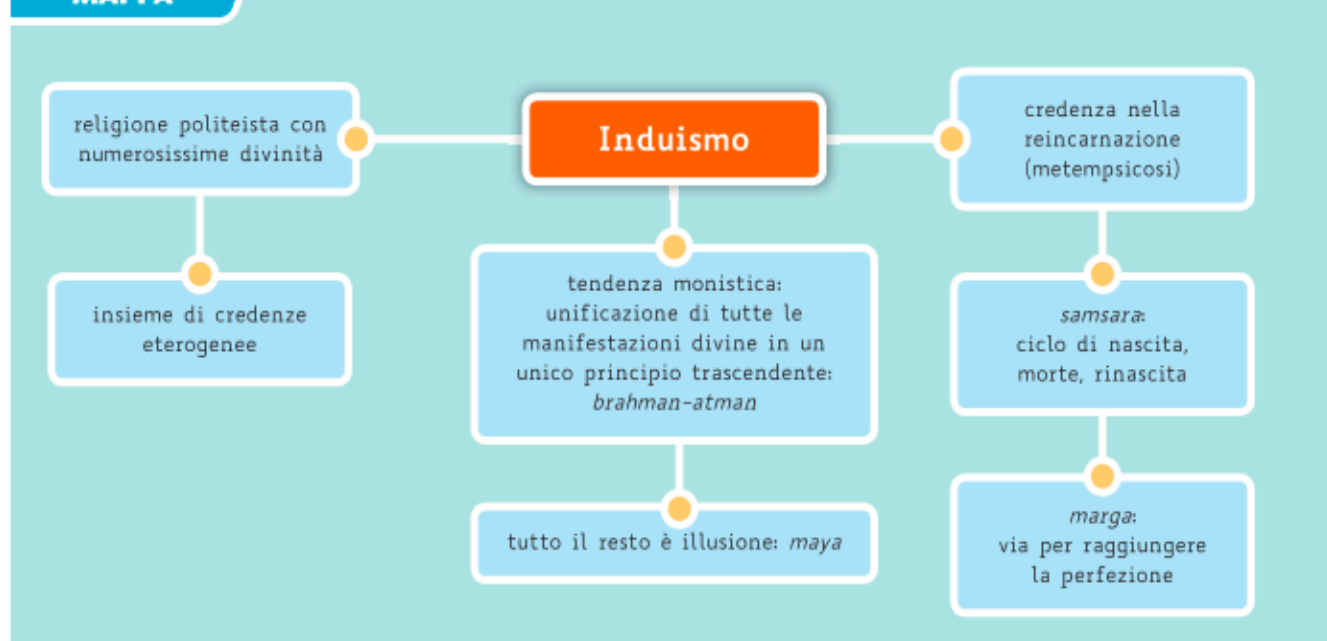 MAPPA
religione politeista con
numerosissime divinità
insieme di credenze
eterogenee
Induismo
tendenza monistica:
unificazione di tutte le
manifestazioni divine in un
unico principio trascendente:
brahman-atman
tutto il resto è illusione: maya
credenza nella
reincarnazione
(metempsicosi)
samsara:
ciclo di nascita,
morte, rinascita
marga:
via per raggiungere
la perfezione